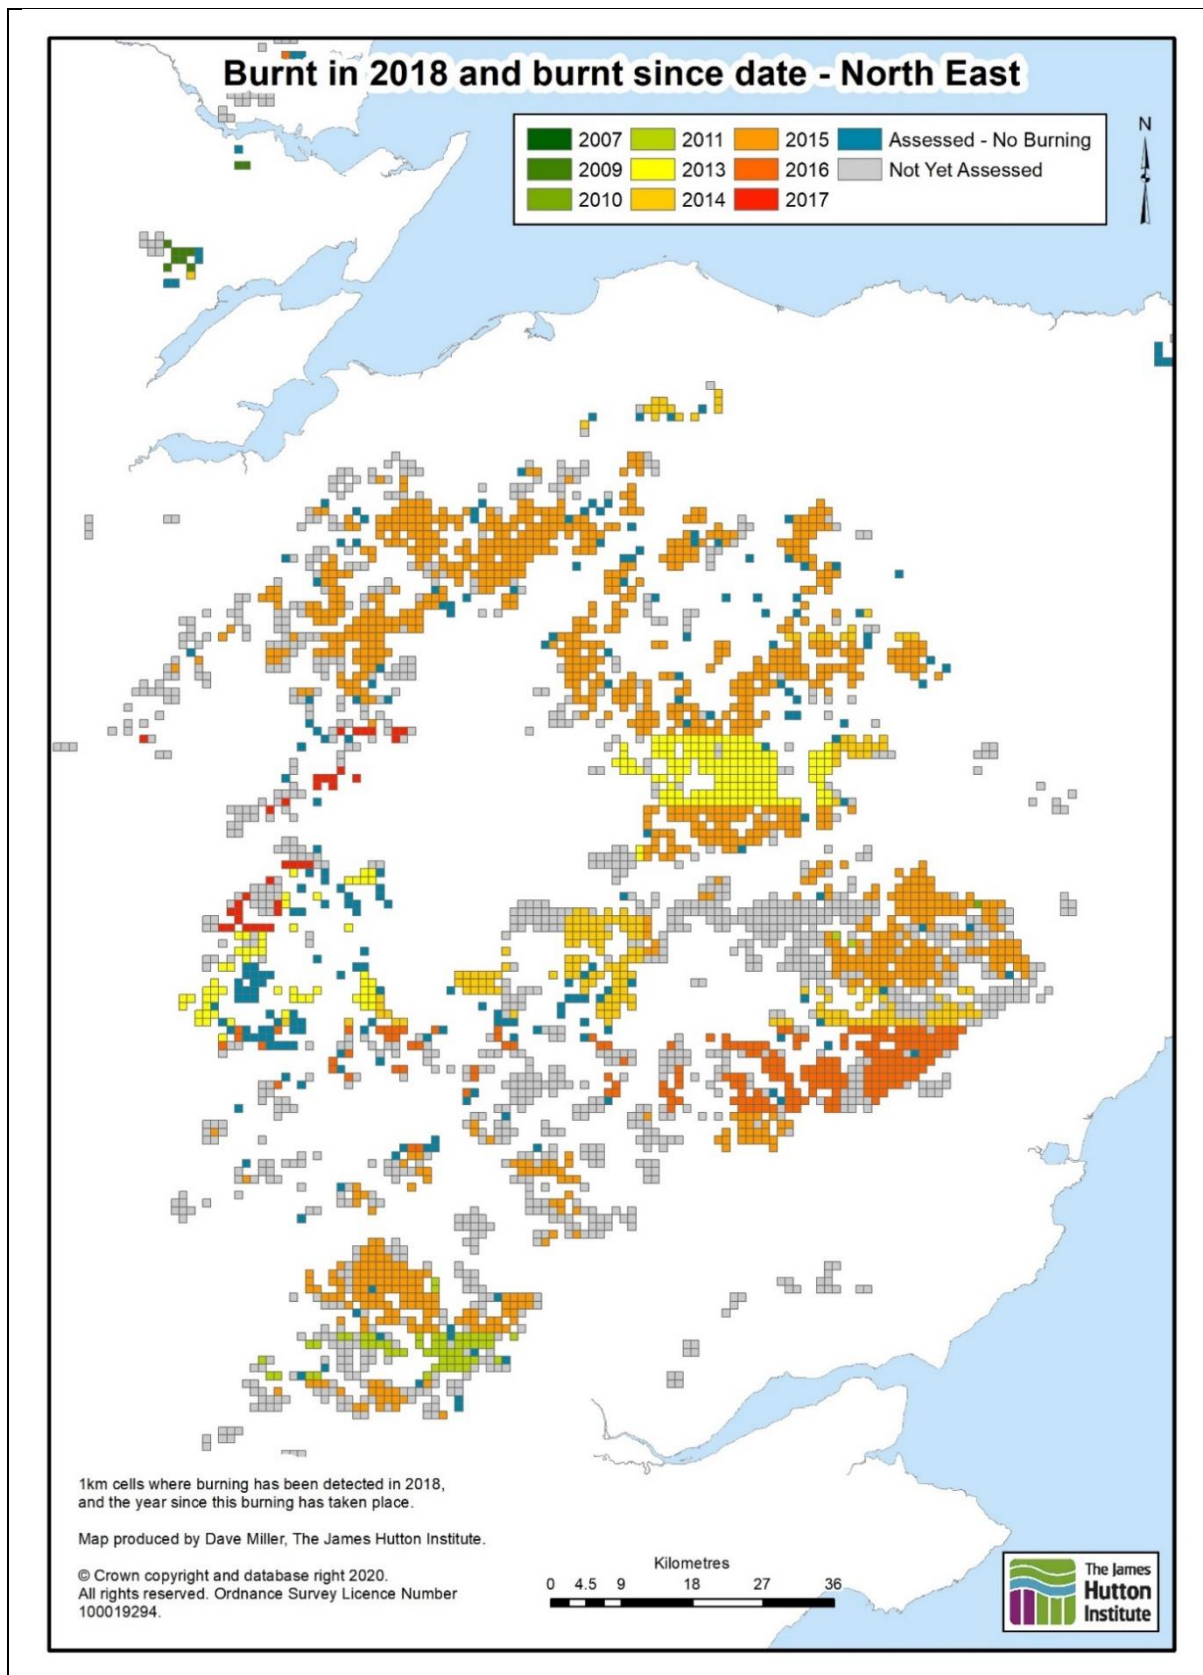 Burnt in 2018 and burnt since date - North East
2007
2009
2010
2011
2013
2014
2015
2016
2017
Assessed - No Burning
Not Yet Assessed
N
1km cells where burning has been detected in 2018,
and the year since this burning has taken place.
Map produced by Dave Miller, The James Hutton Institute.
© Crown copyright and database right 2020.
All rights reserved. Ordnance Survey Licence Number
100019294.
Kilometres
0 4.5 9 18 27 36
The James
Hutton
Institute